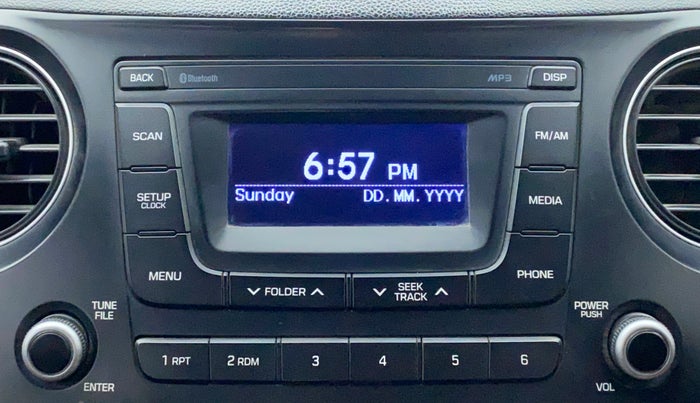 BACK Bluetooth MP3 DISP
SCAN FM/AM
6:57 PM
Sunday DD.MM.YYYY
SETUP
CLOCK
MEDIA
MENU PHONE
FOLDER
SEEK
TRACK
TUNE
FILE
POWER
PUSH
1 RPT 2 RDM 3 4 5 6
ENTER VOL